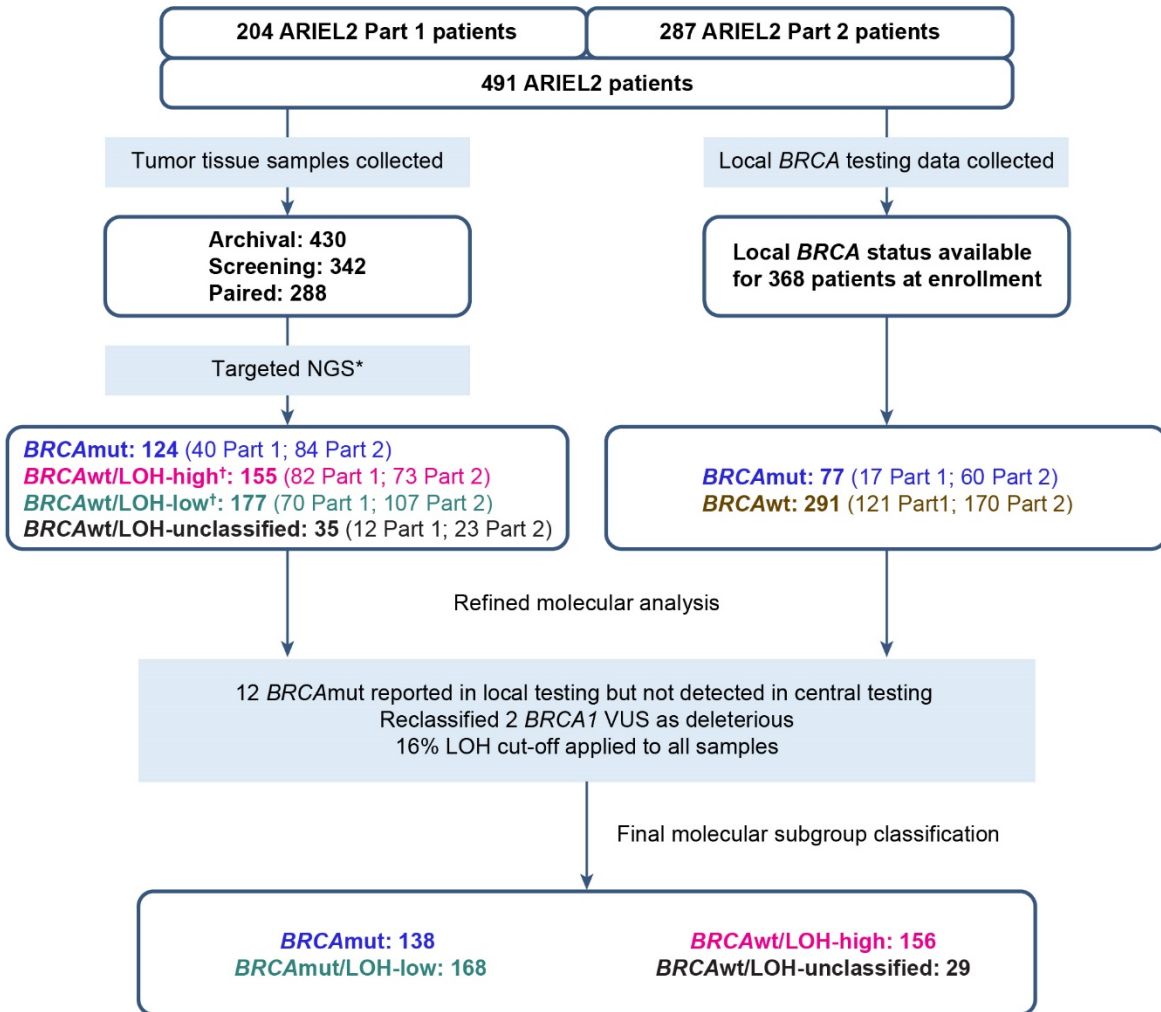 204 ARIEL2 Part 1 patients
287 ARIEL2 Part 2 patients
491 ARIEL2 patients
Tumor tissue samples collected
Local BRCA testing data collected
Archival: 430
Screening: 342
Paired: 288
Local BRCA status available
for 368 patients at enrollment
Targeted NGS*
BRCAmut: 124 (40 Part 1; 84 Part 2)
BRCAwt/LOH-high†: 155 (82 Part 1; 73 Part 2)
BRCAwt/LOH-low†: 177 (70 Part 1; 107 Part 2)
BRCAwt/LOH-unclassified: 35 (12 Part 1; 23 Part 2)
BRCAmut: 77 (17 Part 1; 60 Part 2)
BRCAwt: 291 (121 Part1; 170 Part 2)
Refined molecular analysis
12 BRCAmut reported in local testing but not detected in central testing
Reclassified 2 BRCA1 VUS as deleterious
16% LOH cut-off applied to all samples
Final molecular subgroup classification
BRCAmut: 138
BRCAmut/LOH-low: 168
BRCAwt/LOH-high: 156
BRCAwt/LOH-unclassified: 29